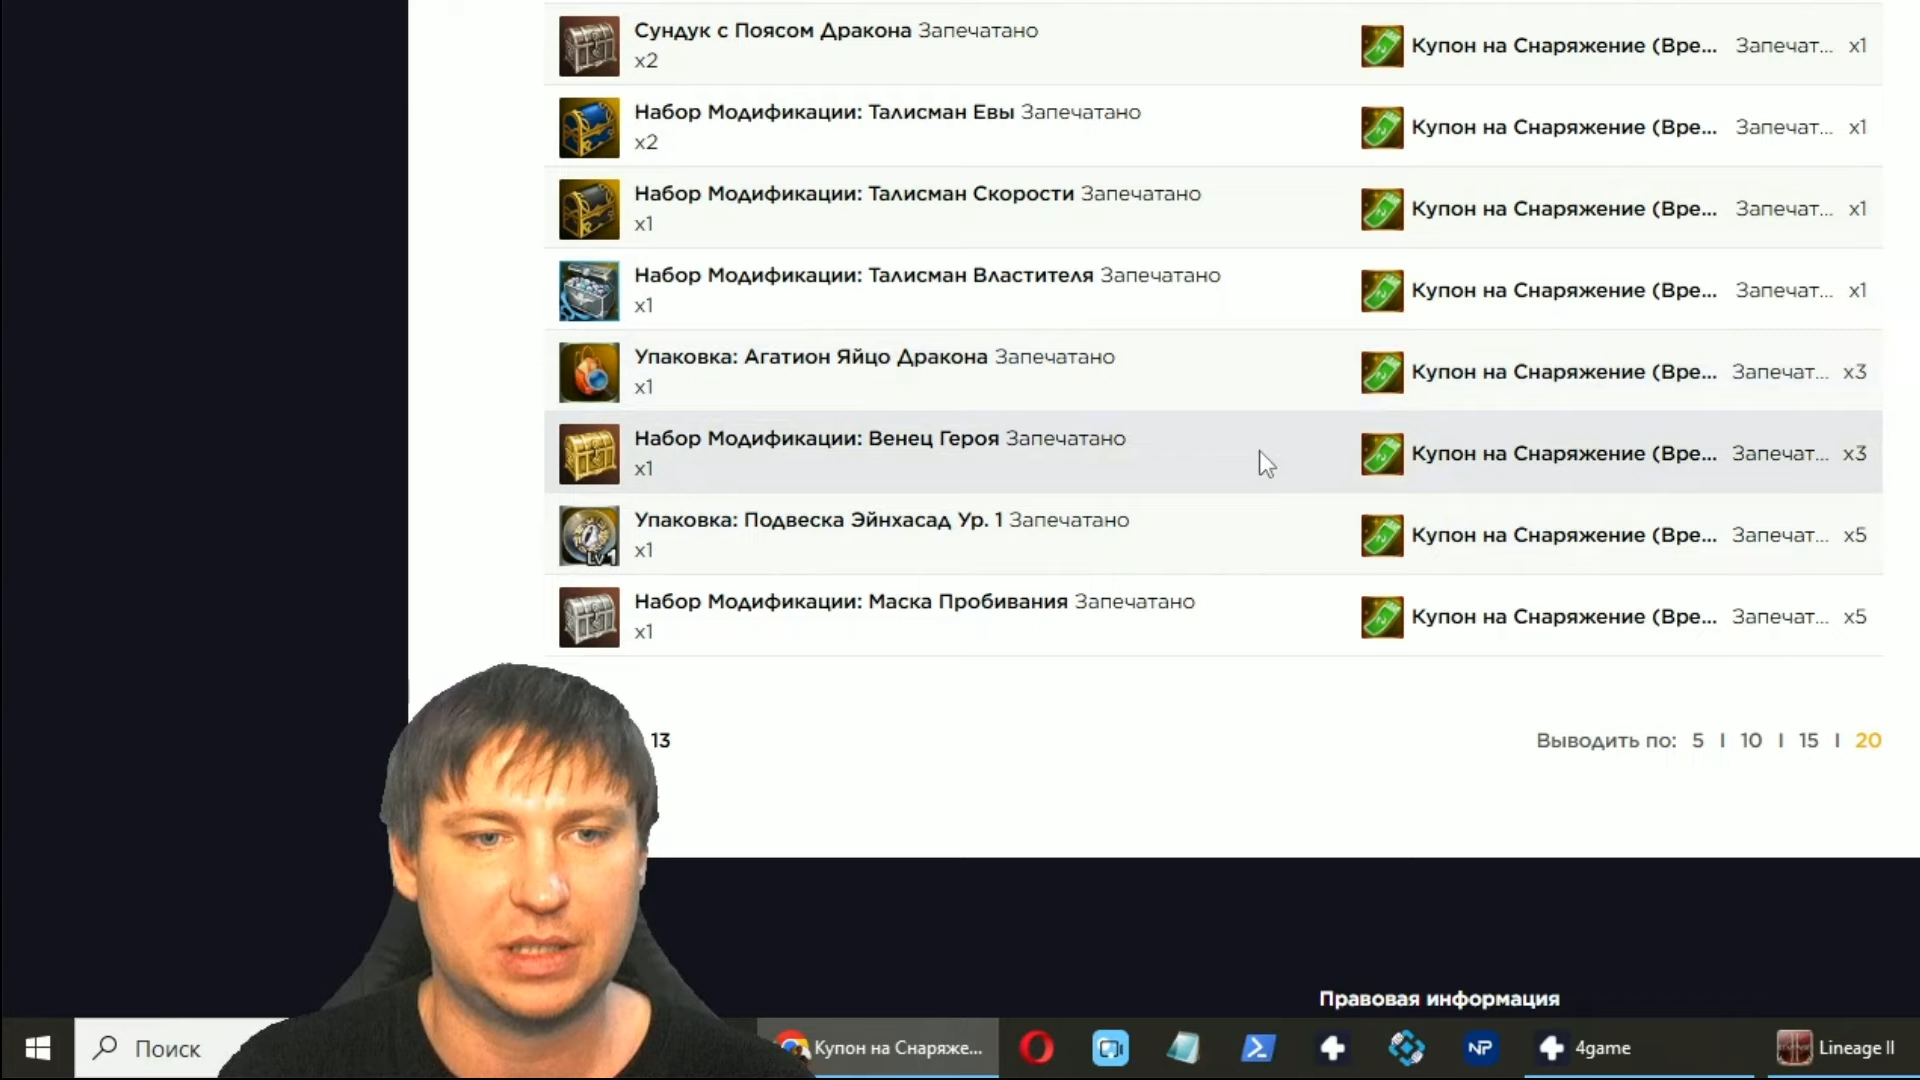 Сундук с Поясом Дракона Запечатано
x2
Купон на Снаряжение (Вре... Запечат... x1
Набор Модификации: Талисман Евы Запечатано
x2
Купон на Снаряжение (Вре... Запечат... x1
Набор Модификации: Талисман Скорости Запечатано
x1
Купон на Снаряжение (Вре... Запечат... x1
Набор Модификации: Талисман Властителя Запечатано
x1
Купон на Снаряжение (Вре... Запечат... x1
Упаковка: Агатион Яйцо Дракона Запечатано
x1
Купон на Снаряжение (Вре... Запечат... x3
Набор Модификации: Венец Героя Запечатано
x1
Купон на Снаряжение (Вре... Запечат... x3
Упаковка: Подвеска Эйнхасад Ур. 1 Запечатано
x1
Lv1
Купон на Снаряжение (Вре... Запечат... x5
Набор Модификации: Маска Пробивания Запечатано
x1
Купон на Снаряжение (Вре... Запечат... x5
13
Выводить по: 5 | 10 | 15 | 20
Правовая информация
Поиск
Купон на Снаряже...
NP
4game
Lineage II